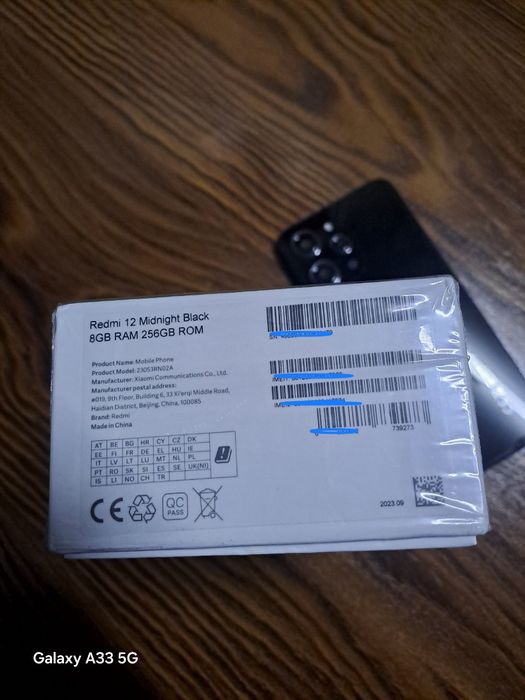 Redmi 12 Midnight Black
8GB RAM 256GB ROM
Product Name: Mobile Phone
Product Model: 23053RN02A
Manufacturer: Xiaomi Communications Co., Ltd.
Manufacturer postal address:
#019, 9th Floor, Building 6, 33 Xi'erqi Middle Road,
Haidian District, Beijing, China, 100085
Brand: Redmi
Made in China
AT BE BG HR CY CZ DK
EE FI FR DE EL HU IE
IT LV LT LU MT NL PL
PT RO SK SI ES SE UK(NI)
IS LI NO CH TR
CE
QC
PASS
739273
2023.09
Galaxy A33 5G